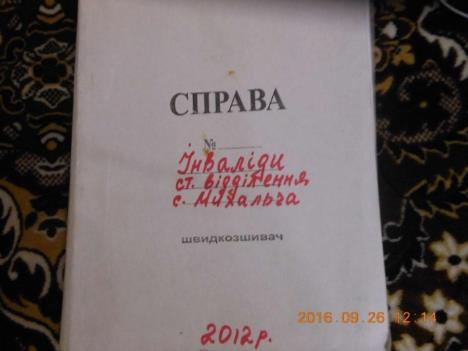 СПРАВА
№
Інваліди
ст. відділення
с. Михальча
швидкозшивач
2016.09.26 12:14
2012р.